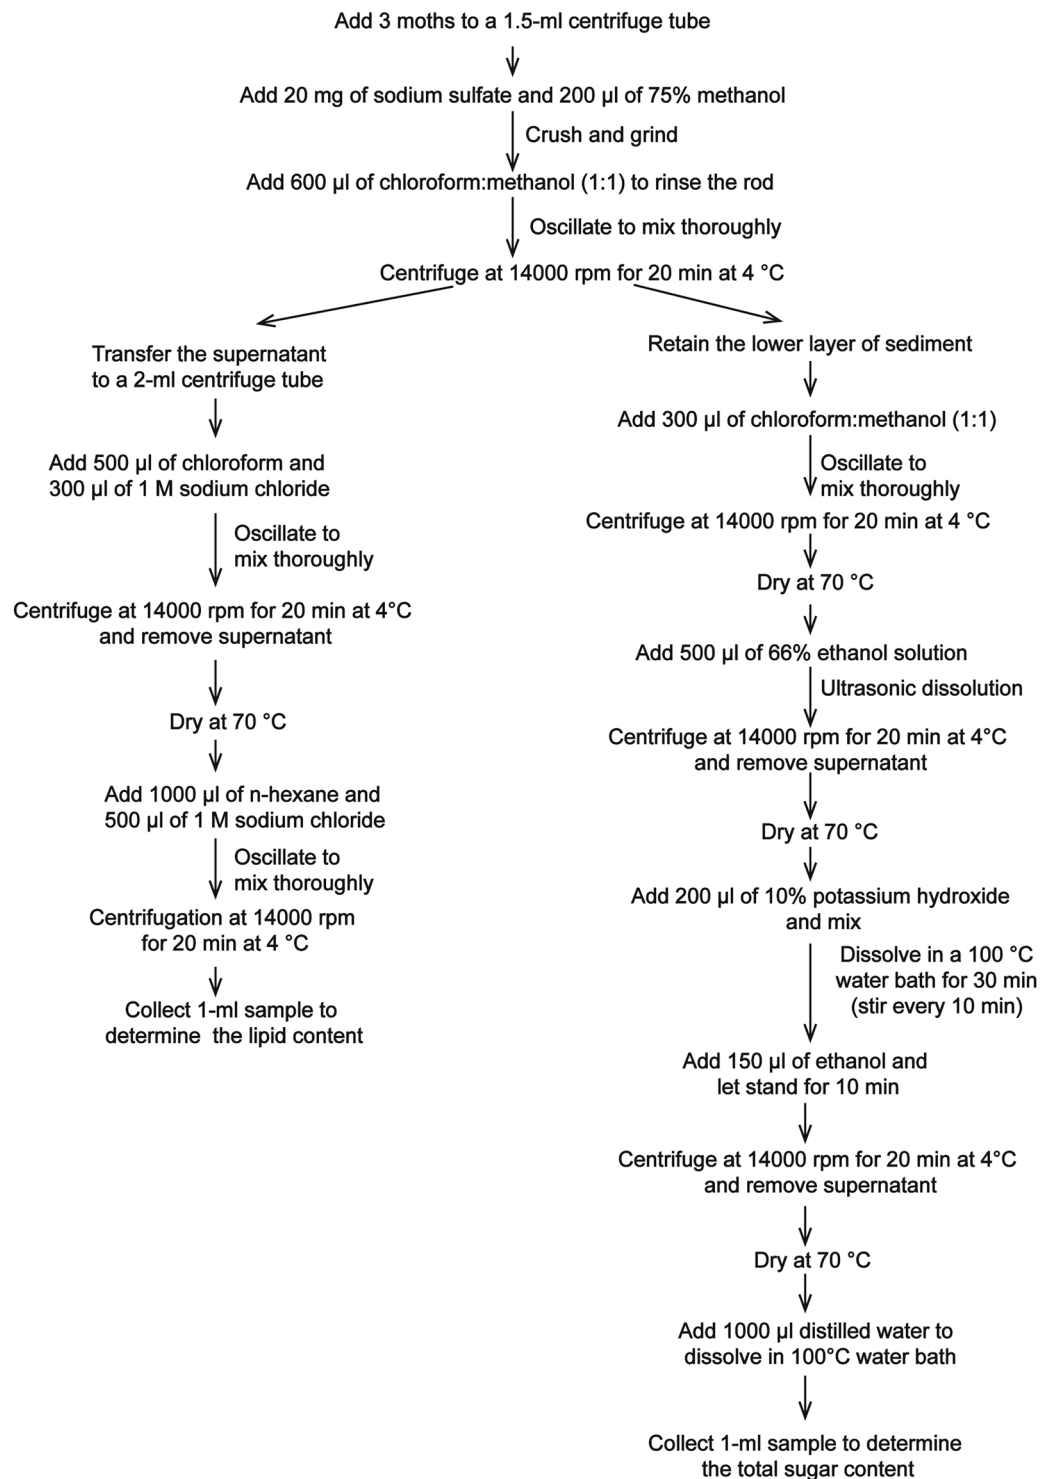 Add 3 moths to a 1.5-ml centrifuge tube
Add 20 mg of sodium sulfate and 200 µl of 75% methanol
Crush and grind
Add 600 µl of chloroform:methanol (1:1) to rinse the rod
Oscillate to mix thoroughly
Centrifuge at 14000 rpm for 20 min at 4 °C
Transfer the supernatant
to a 2-ml centrifuge tube
Add 500 µl of chloroform and
300 µl of 1 M sodium chloride
Oscillate to
mix thoroughly
Centrifuge at 14000 rpm for 20 min at 4°C
and remove supernatant
Dry at 70 °C
Add 1000 µl of n-hexane and
500 µl of 1 M sodium chloride
Oscillate to
mix thoroughly
Centrifugation at 14000 rpm
for 20 min at 4 °C
Collect 1-ml sample to
determine the lipid content
Retain the lower layer of sediment
Add 300 µl of chloroform:methanol (1:1)
Oscillate to
mix thoroughly
Centrifuge at 14000 rpm for 20 min at 4 °C
Dry at 70 °C
Add 500 µl of 66% ethanol solution
Ultrasonic dissolution
Centrifuge at 14000 rpm for 20 min at 4°C
and remove supernatant
Dry at 70 °C
Add 200 µl of 10% potassium hydroxide
and mix
Dissolve in a 100 °C
water bath for 30 min
(stir every 10 min)
Add 150 µl of ethanol and
let stand for 10 min
Centrifuge at 14000 rpm for 20 min at 4°C
and remove supernatant
Dry at 70 °C
Add 1000 µl distilled water to
dissolve in 100°C water bath
Collect 1-ml sample to determine
the total sugar content